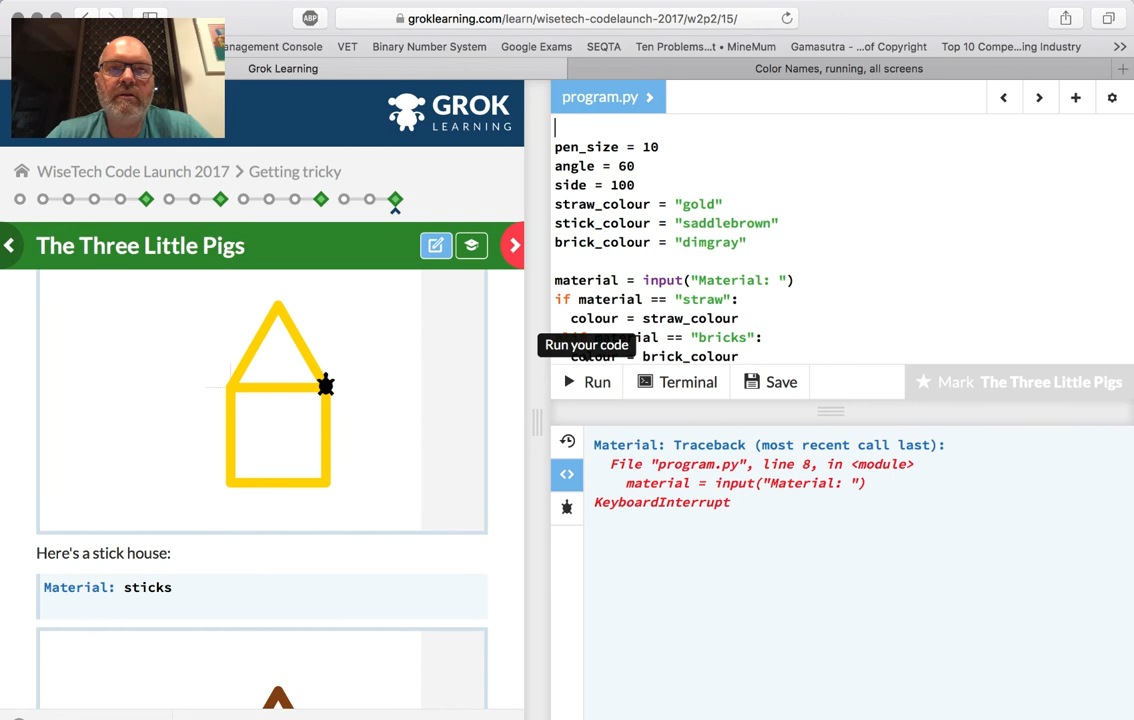 ABP
groklearning.com/learn/wisetech-codelaunch-2017/w2p2/15/
anagement Console VET Binary Number System Google Exams SEQTA Ten Problems...t • MineMum Gamasutra - ...of Copyright Top 10 Compe...ing Industry >>
Grok Learning
Color Names, running, all screens
GROK
LEARNING
WiseTech Code Launch 2017 > Getting tricky
The Three Little Pigs
Here's a stick house:
Material: sticks
program.py
pen_size = 10
angle = 60
side = 100
straw_colour = "gold"
stick_colour = "saddlebrown"
brick_colour = "dimgray"
material = input("Material: ")
if material == "straw":
colour = straw_colour
material == "bricks":
colour = brick_colour
Run your code
Run
Terminal
Save
Mark The Three Little Pigs
Material: Traceback (most recent call last):
File "program.py", line 8, in <module>
material = input("Material: ")
KeyboardInterrupt